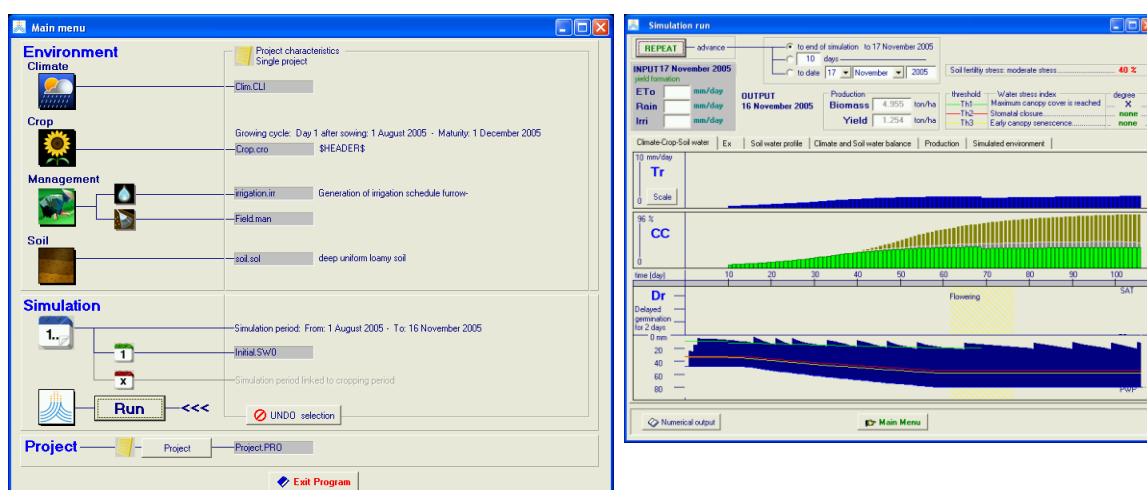 Main menu
Environment
Climate
Project characteristics
Single project
Clim.CLI
Crop
Growing cycle: Day 1 after sowing: 1 August 2005 - Maturity: 1 December 2005
Crop.cro $HEADER$
Management
irrigation.irr Generation of irrigation schedule furrow-
Field.man
Soil
soil.sol deep uniform loamy soil
Simulation
1.. Simulation period: From: 1 August 2005 - To: 16 November 2005
1 Initial.SW0
x Simulation period linked to cropping period
Run <<< UNDO selection
Project Project Project.PRO
Exit Program
Simulation run
REPEAT advance to end of simulation to 17 November 2005
10 days
to date 17 November 2005
Soil fertiltiy stress: moderate stress 40 %
INPUT 17 November 2005
yield formation
ETo mm/day
Rain mm/day
Irri mm/day
OUTPUT
16 November 2005
Production
Biomass 4.955 ton/ha
Yield 1.254 ton/ha
threshold Water stress index degree
Th1 Maximum canopy cover is reached X
Th2 Stomatal closure none
Th3 Early canopy senescence none
Climate-Crop-Soil water Ex Soil water profile Climate and Soil water balance Production Simulated environment
10 mm/day
Tr
Scale
0
96 %
CC
0
time (day) 10 20 30 40 50 60 70 80 90 100
Dr Flowering SAT
Delayed
germination
for 2 days
0 mm
20
40
60
80 PWP
Numerical output Main Menu